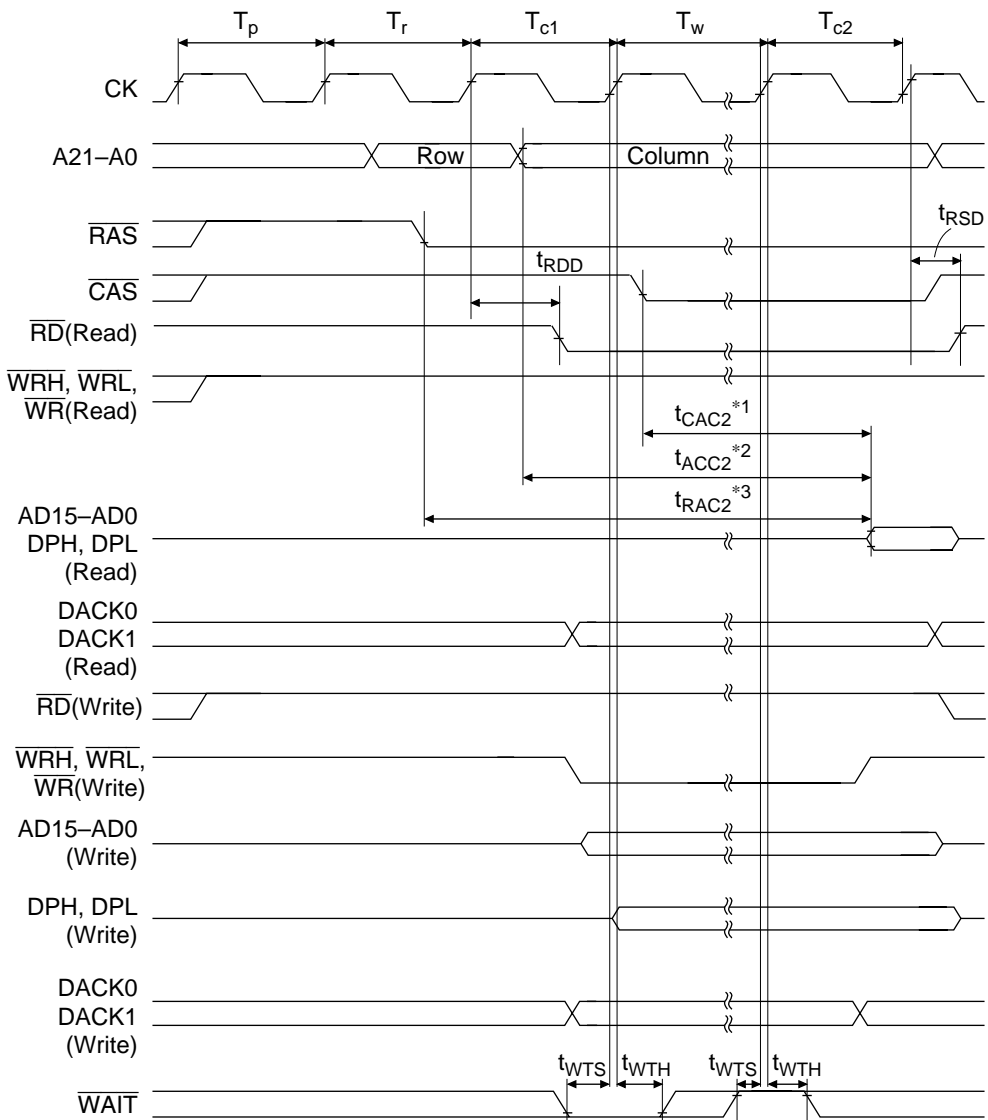 Tp Tr Tc1 Tw Tc2
CK
A21–A0 Row Column
RAS tRSD
tRDD
CAS
RD(Read)
WRH, WRL,
WR(Read)
tCAC2*1
tACC2*2
tRAC2*3
AD15–AD0
DPH, DPL
(Read)
DACK0
DACK1
(Read)
RD(Write)
WRH, WRL,
WR(Write)
AD15–AD0
(Write)
DPH, DPL
(Write)
DACK0
DACK1
(Write)
tWTS tWTH tWTS tWTH
WAIT